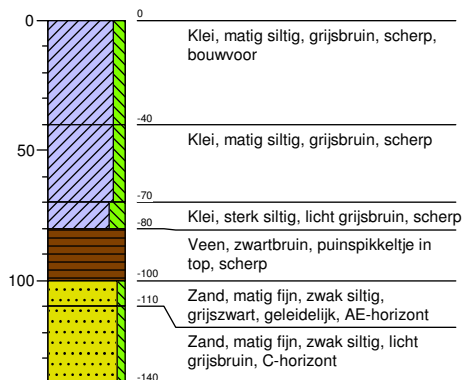 0
0
Klei, matig siltig, grijsbruin, scherp,
bouwvoor
-40
Klei, matig siltig, grijsbruin, scherp
50
-70
Klei, sterk siltig, licht grijsbruin, scherp
-80
Veen, zwartbruin, puinspikkeltje in
top, scherp
100
-100
Zand, matig fijn, zwak siltig,
grijszwart, geleidelijk, AE-horizont
-110
Zand, matig fijn, zwak siltig, licht
grijsbruin, C-horizont
-140